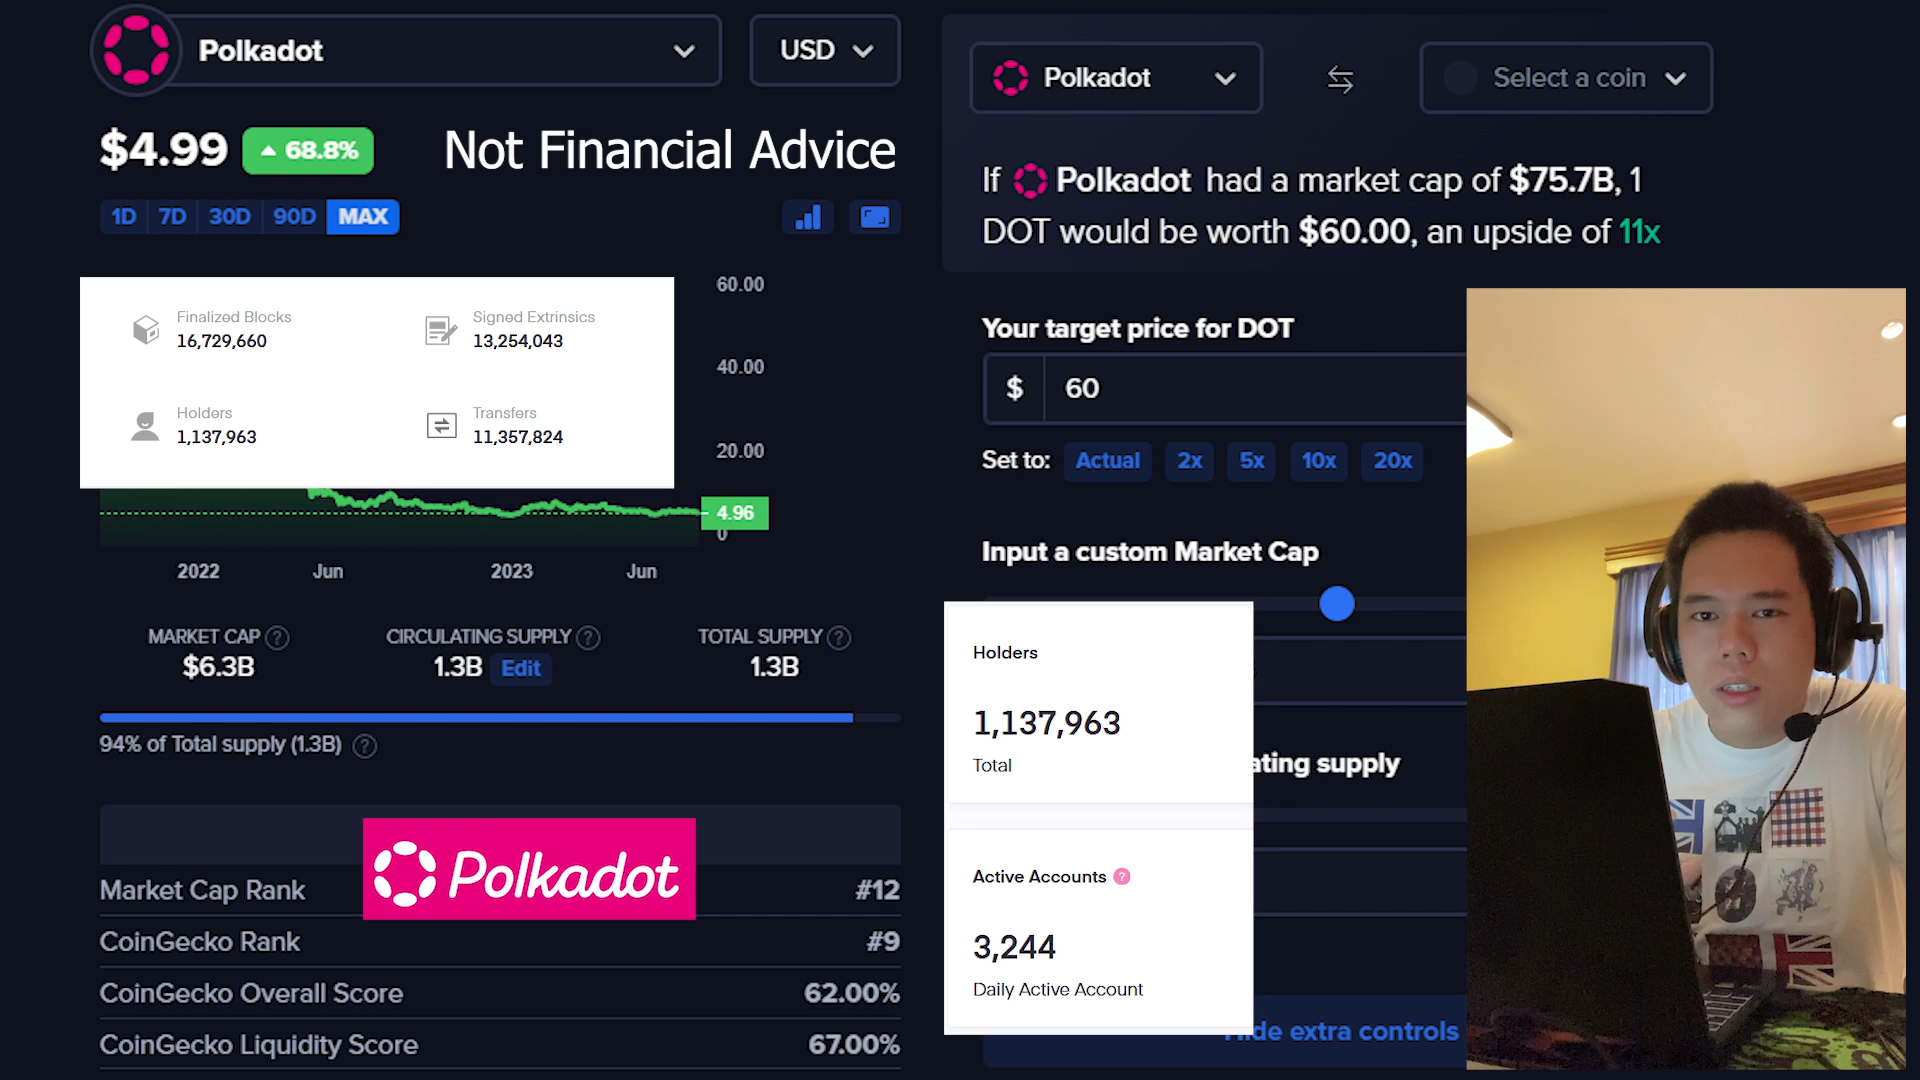 Polkadot
USD
$4.99
68.8%
Not Financial Advice
1D 7D 30D 90D MAX
60.00
40.00
20.00
4.96
0
Finalized Blocks
16,729,660
Signed Extrinsics
13,254,043
Holders
1,137,963
Transfers
11,357,824
2022 Jun 2023 Jun
MARKET CAP ?
$6.3B
CIRCULATING SUPPLY ?
1.3B Edit
TOTAL SUPPLY ?
1.3B
94% of Total supply (1.3B) ?
Polkadot
Market Cap Rank #12
CoinGecko Rank #9
CoinGecko Overall Score 62.00%
CoinGecko Liquidity Score 67.00%
Polkadot
Select a coin
If Polkadot had a market cap of $75.7B, 1
DOT would be worth $60.00, an upside of 11x
Your target price for DOT
$ 60
Set to: Actual 2x 5x 10x 20x
Input a custom Market Cap
Holders
1,137,963
Total
ating supply
Active Accounts ?
3,244
Daily Active Account
Hide extra controls